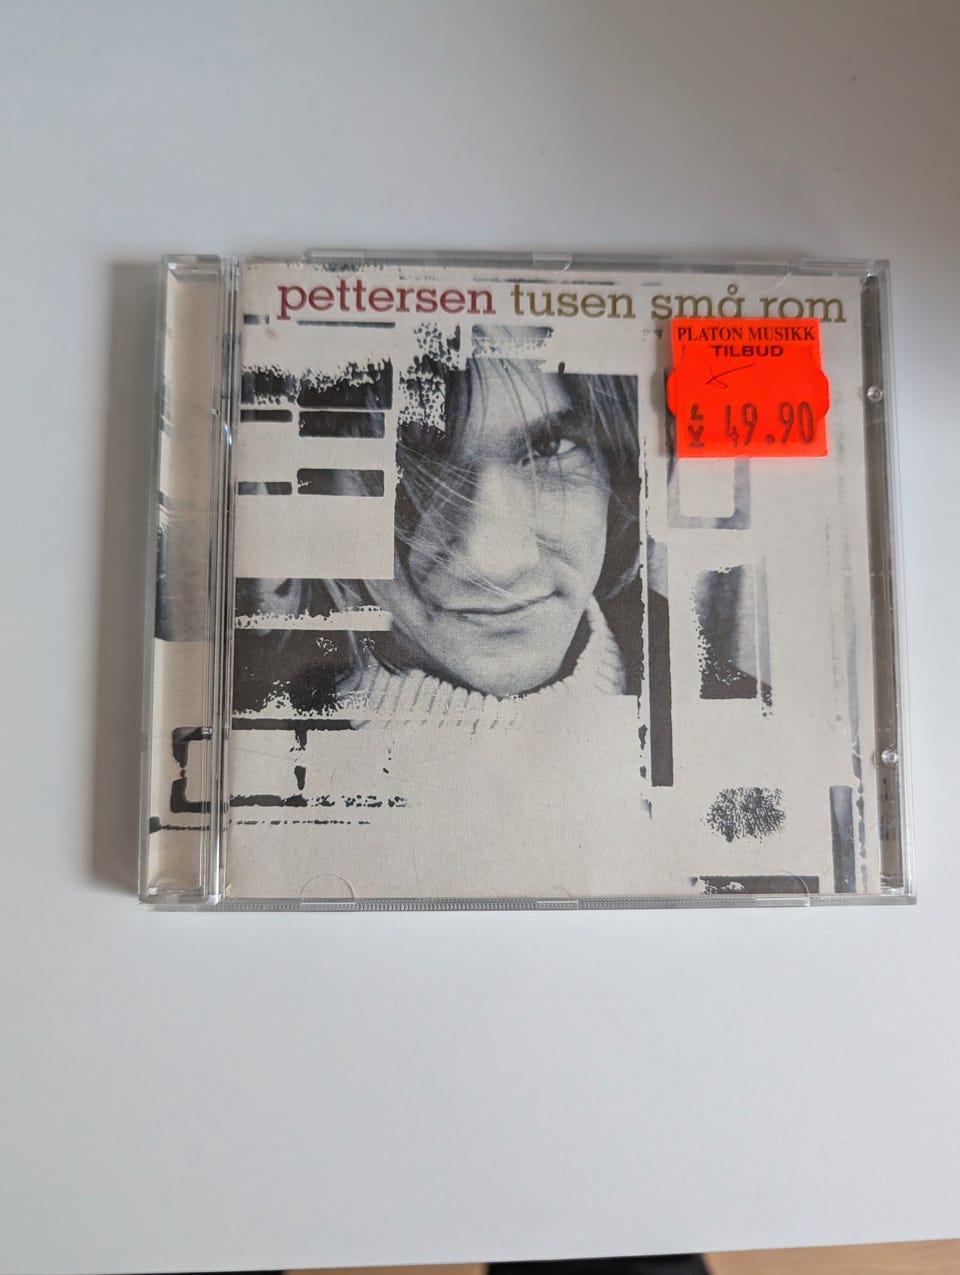 pettersen tusen små rom
PLATON MUSIKK
TILBUD
49.90